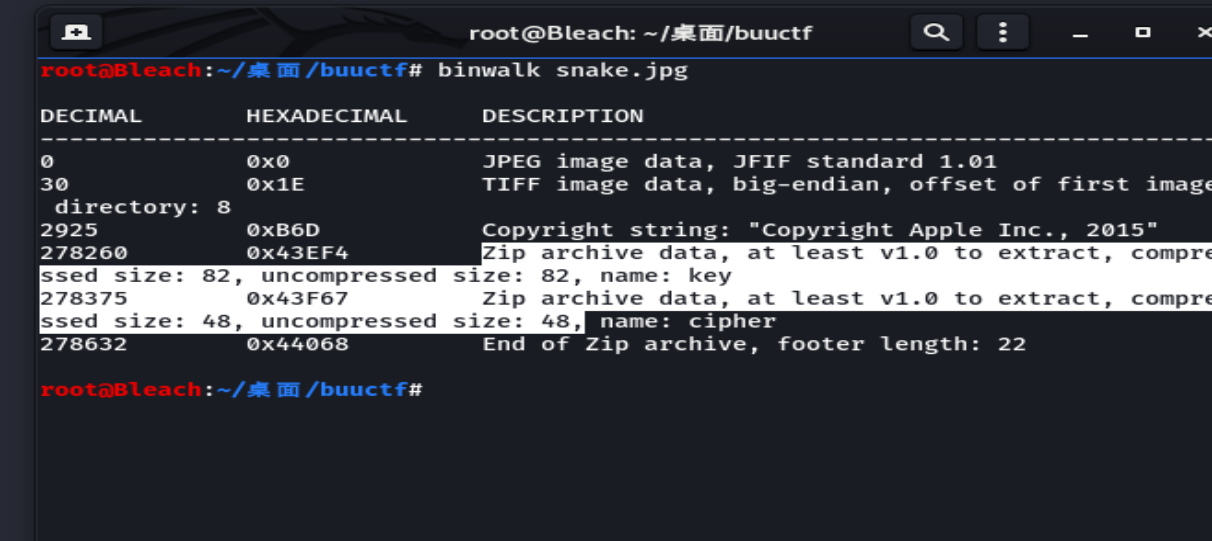 root@Bleach: ~/桌面/buuctf
root@Bleach:~/桌面/buuctf# binwalk snake.jpg
DECIMAL HEXADECIMAL DESCRIPTION
--------------------------------------------------------------------------------
0 0x0 JPEG image data, JFIF standard 1.01
30 0x1E TIFF image data, big-endian, offset of first image
directory: 8
2925 0xB6D Copyright string: "Copyright Apple Inc., 2015"
278260 0x43EF4 Zip archive data, at least v1.0 to extract, compre
ssed size: 82, uncompressed size: 82, name: key
278375 0x43F67 Zip archive data, at least v1.0 to extract, compre
ssed size: 48, uncompressed size: 48, name: cipher
278632 0x44068 End of Zip archive, footer length: 22
root@Bleach:~/桌面/buuctf#